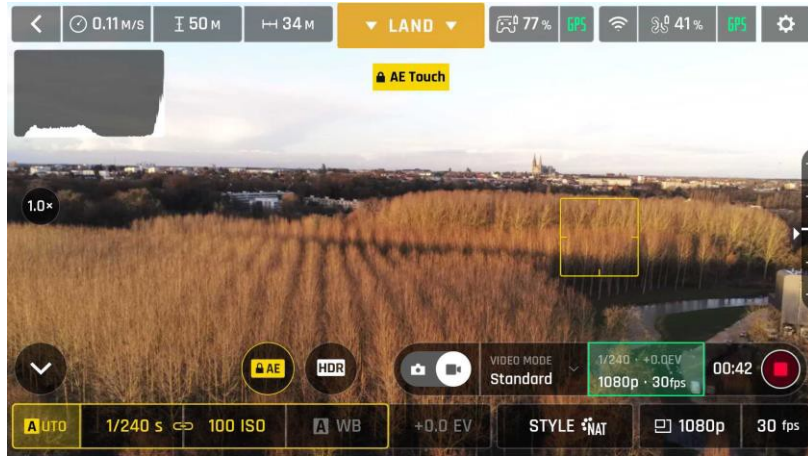 0.11 M/S 50 M 34 M LAND 77 % GPS 41 % GPS
AE Touch
1.0×
AE HDR
VIDEO MODE
Standard
1/240 · +0.0EV
1080p · 30fps
00:42
AUTO 1/240 s 100 ISO A WB +0.0 EV STYLE NAT 1080p 30 fps